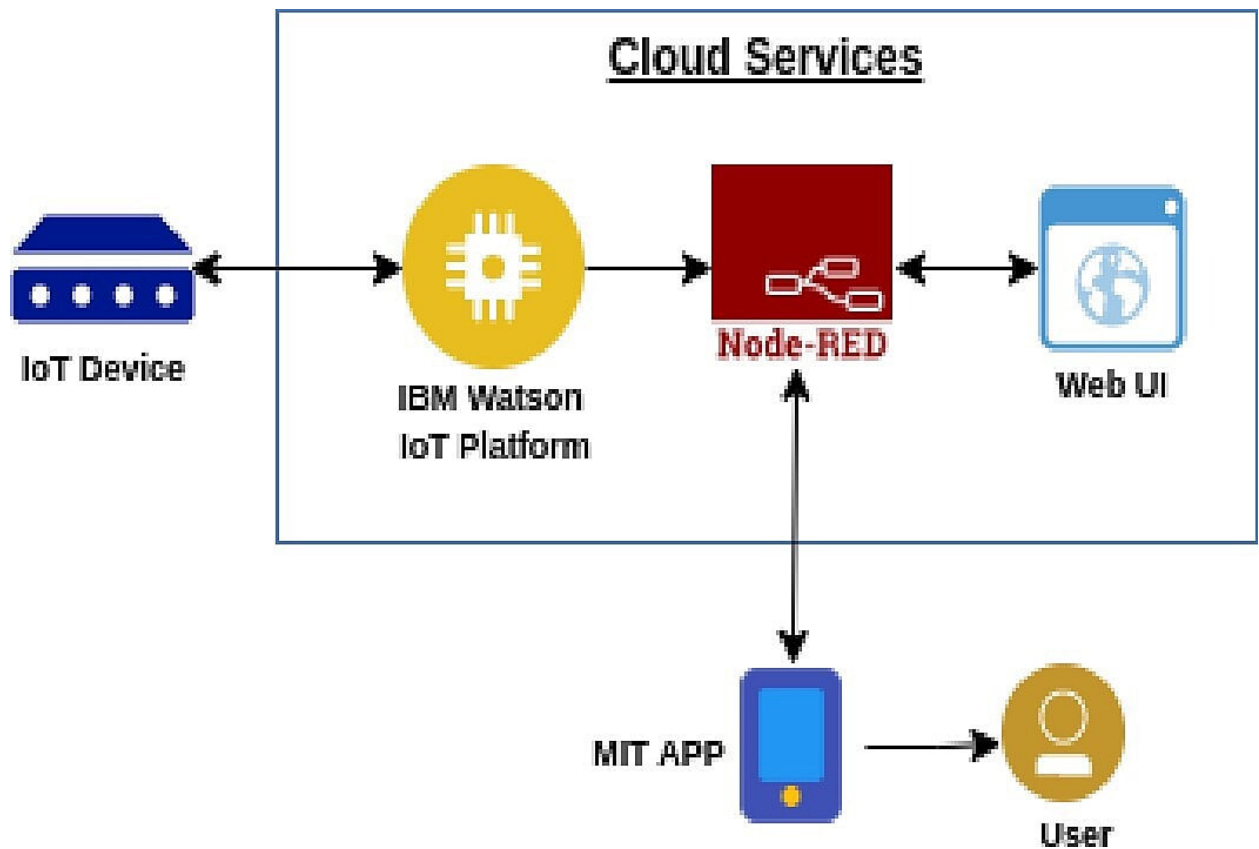 Cloud Services
Node-RED
IoT Device
Web UI
IBM Watson
IoT Platform
MIT APP
User